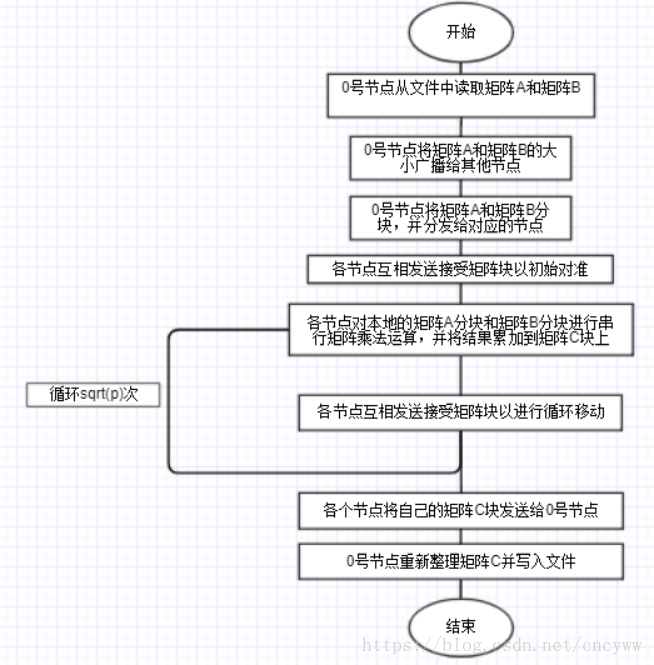 开始
0号节点从文件中读取矩阵A和矩阵B
0号节点将矩阵A和矩阵B的大
小广播给其他节点
0号节点将矩阵A和矩阵B分
块，并分发给对应的节点
各节点互相发送接受矩阵块以初始对准
各节点对本地的矩阵A分块和矩阵B分块进行串
行矩阵乘法运算，并将结果累加到矩阵C块上
循环sqrt(p)次
各节点互相发送接受矩阵块以进行循环移动
各个节点将自己的矩阵C块发送给0号节点
0号节点重新整理矩阵C并写入文件
结束
https://blog.csdn.net/cncyww